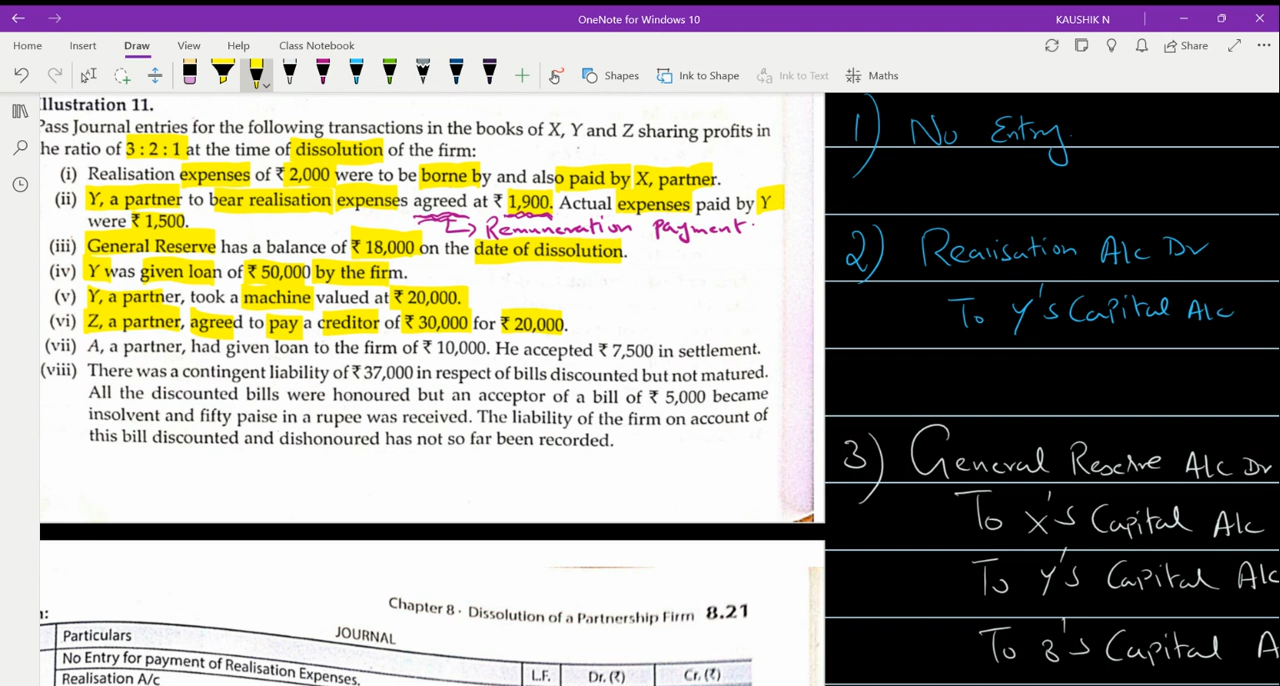 OneNote for Windows 10
KAUSHIK N
Home Insert Draw View Help Class Notebook
Share
Shapes Ink to Shape Ink to Text Maths
Illustration 11.
Pass Journal entries for the following transactions in the books of X, Y and Z sharing profits in
he ratio of 3 : 2 : 1 at the time of dissolution of the firm:
(i) Realisation expenses of ₹ 2,000 were to be borne by and also paid by X, partner.
(ii) Y, a partner to bear realisation expenses agreed at ₹ 1,900. Actual expenses paid by Y
were ₹ 1,500.
↳ Remuneration Payment.
(iii) General Reserve has a balance of ₹ 18,000 on the date of dissolution.
(iv) Y was given loan of ₹ 50,000 by the firm.
(v) Y, a partner, took a machine valued at ₹ 20,000.
(vi) Z, a partner, agreed to pay a creditor of ₹ 30,000 for ₹ 20,000.
(vii) A, a partner, had given loan to the firm of ₹ 10,000. He accepted ₹ 7,500 in settlement.
(viii) There was a contingent liability of ₹ 37,000 in respect of bills discounted but not matured.
All the discounted bills were honoured but an acceptor of a bill of ₹ 5,000 became
insolvent and fifty paise in a rupee was received. The liability of the firm on account of
this bill discounted and dishonoured has not so far been recorded.
Chapter 8 · Dissolution of a Partnership Firm 8.21
n:
JOURNAL
Particulars L.F. Dr. (₹) Cr. (₹)
No Entry for payment of Realisation Expenses.
Realisation A/c
1) No Entry.
2) Realisation A/c Dr
To Y's Capital A/c
3) General Reserve A/c Dr
To X's Capital A/c
To Y's Capital A/c
To Z's Capital A